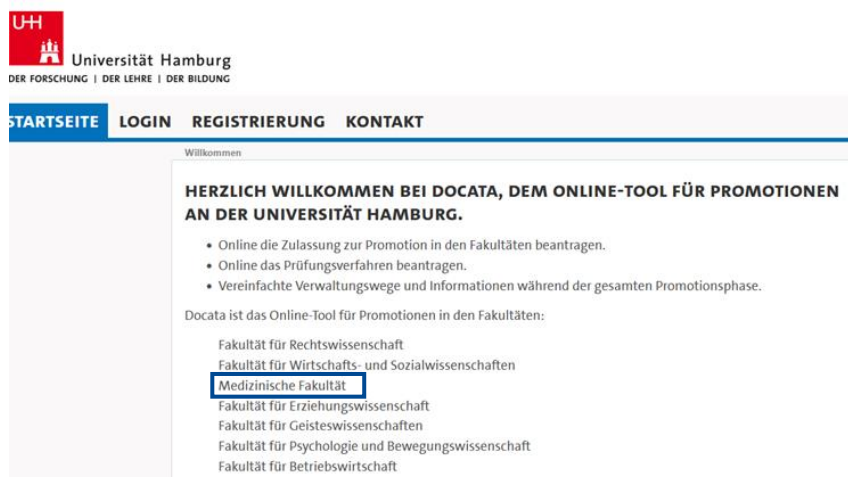 UH
Universität Hamburg
DER FORSCHUNG | DER LEHRE | DER BILDUNG
STARTSEITE LOGIN REGISTRIERUNG KONTAKT
Willkommen
HERZLICH WILLKOMMEN BEI DOCATA, DEM ONLINE-TOOL FÜR PROMOTIONEN
AN DER UNIVERSITÄT HAMBURG.
• Online die Zulassung zur Promotion in den Fakultäten beantragen.
• Online das Prüfungsverfahren beantragen.
• Vereinfachte Verwaltungswege und Informationen während der gesamten Promotionsphase.
Docata ist das Online-Tool für Promotionen in den Fakultäten:
Fakultät für Rechtswissenschaft
Fakultät für Wirtschafts- und Sozialwissenschaften
Medizinische Fakultät
Fakultät für Erziehungswissenschaft
Fakultät für Geisteswissenschaften
Fakultät für Psychologie und Bewegungswissenschaft
Fakultät für Betriebswirtschaft